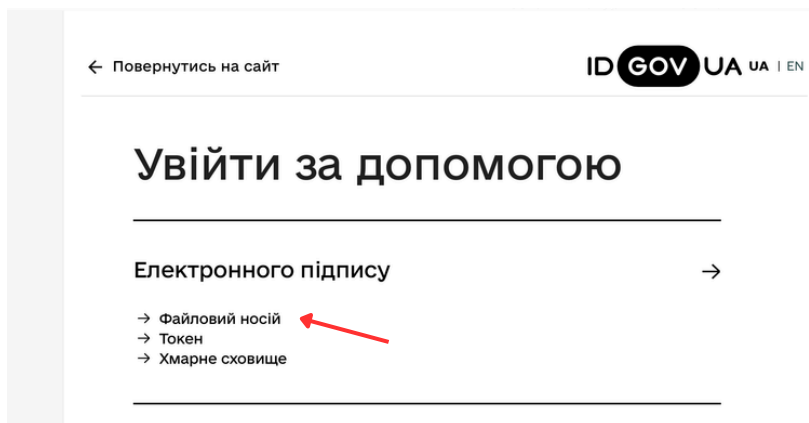 ← Повернутись на сайт
ID GOV UA UA | EN
Увійти за допомогою
Електронного підпису →
→ Файловий носій
→ Токен
→ Хмарне сховище